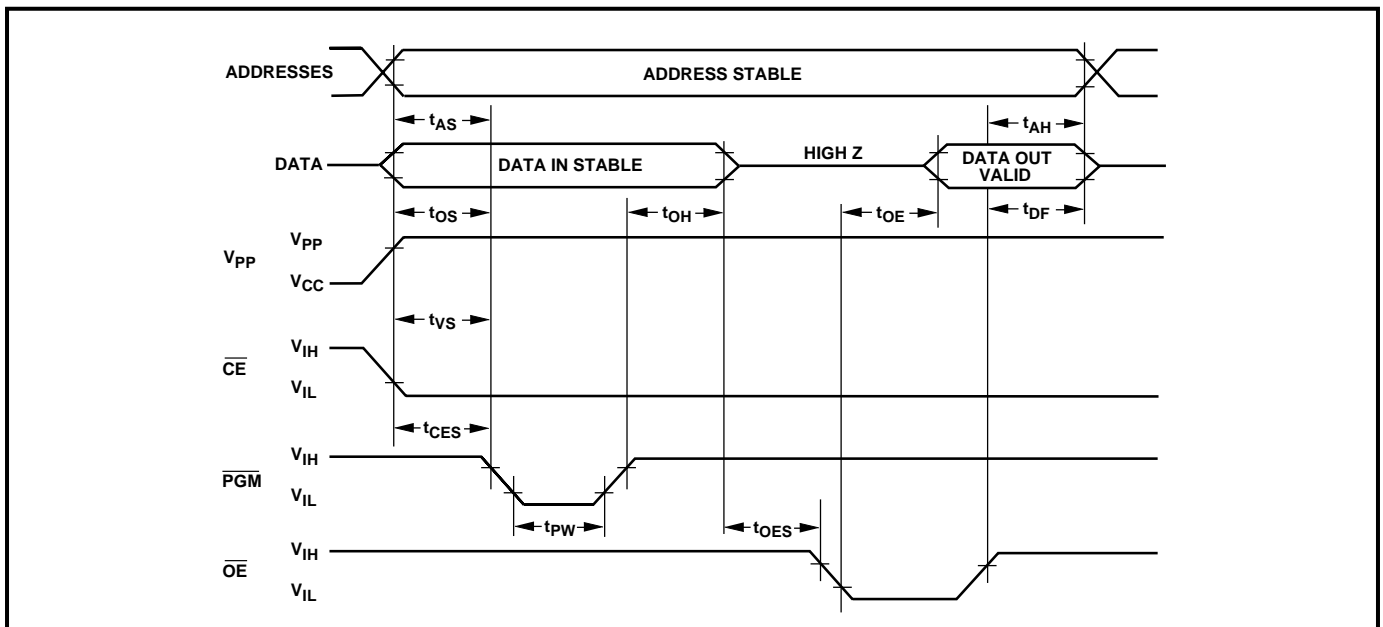 ADDRESSES
ADDRESS STABLE
tAS
tAH
DATA
DATA IN STABLE
HIGH Z
DATA OUT
VALID
tOS
tOH
tOE
tDF
VPP
VPP
VCC
tVS
CE
VIH
VIL
tCES
PGM
VIH
VIL
tPW
tOES
OE
VIH
VIL